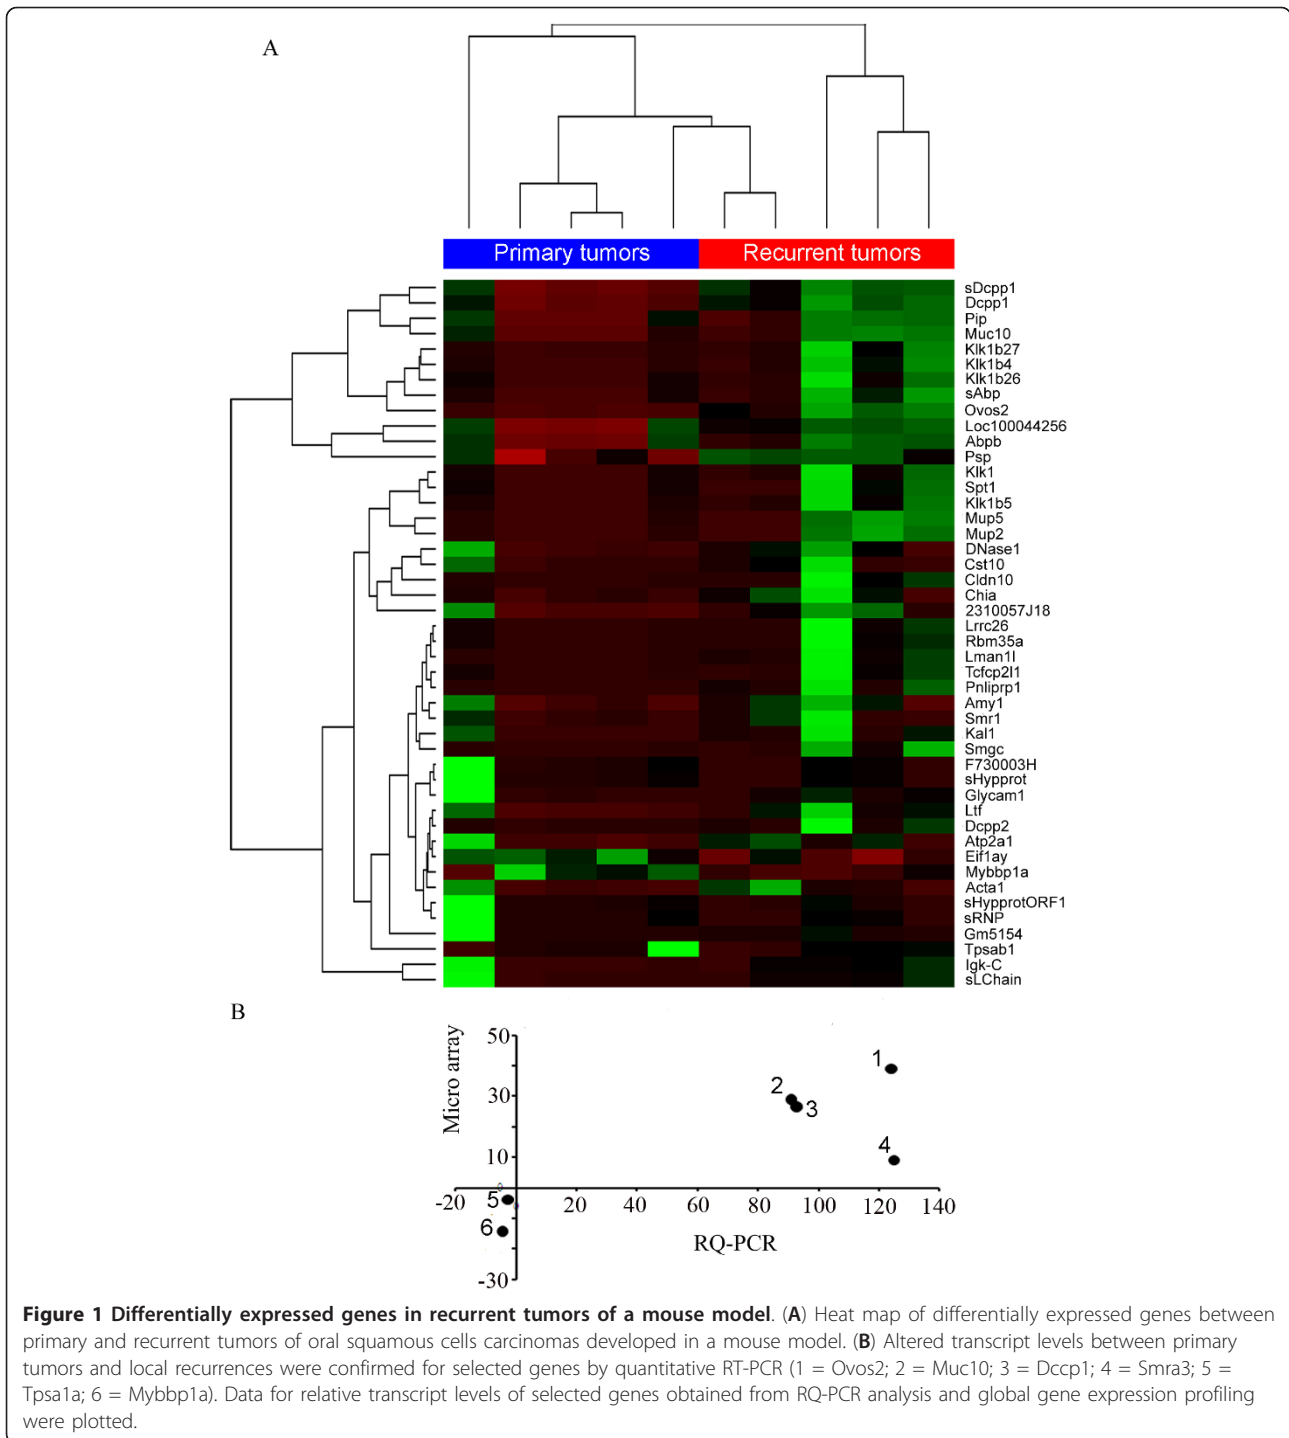 A
Primary tumors Recurrent tumors
sDcpp1
Dcpp1
Pip
Muc10
Klk1b27
Klk1b4
Klk1b26
sAbp
Ovos2
Loc100044256
Abpb
Psp
Klk1
Spt1
Klk1b5
Mup5
Mup2
DNase1
Cst10
Cldn10
Chia
2310057J18
Lrrc26
Rbm35a
Lman1l
Tcfcp2l1
Pnliprp1
Amy1
Smr1
Kal1
Smgc
F730003H
sHypprot
Glycam1
Ltf
Dcpp2
Atp2a1
Eif1ay
Mybbp1a
Acta1
sHypprotORF1
sRNP
Gm5154
Tpsab1
Igk-C
sLChain
B
Micro array
50
30
10
-30
1
2
3
4
5
6
-20 20 40 60 80 100 120 140
RQ-PCR
Figure 1 Differentially expressed genes in recurrent tumors of a mouse model. (A) Heat map of differentially expressed genes between
primary and recurrent tumors of oral squamous cells carcinomas developed in a mouse model. (B) Altered transcript levels between primary
tumors and local recurrences were confirmed for selected genes by quantitative RT-PCR (1 = Ovos2; 2 = Muc10; 3 = Dccp1; 4 = Smra3; 5 =
Tpsa1a; 6 = Mybbp1a). Data for relative transcript levels of selected genes obtained from RQ-PCR analysis and global gene expression profiling
were plotted.